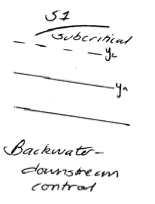 S1
Subcritical
yc
yn
Backwater-
downstream
control